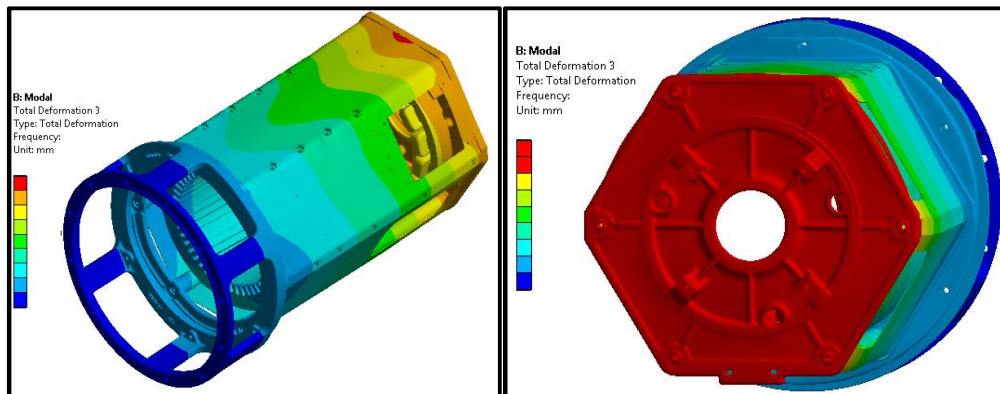 B: Modal
Total Deformation 3
Type: Total Deformation
Frequency:
Unit: mm
B: Modal
Total Deformation 3
Type: Total Deformation
Frequency:
Unit: mm